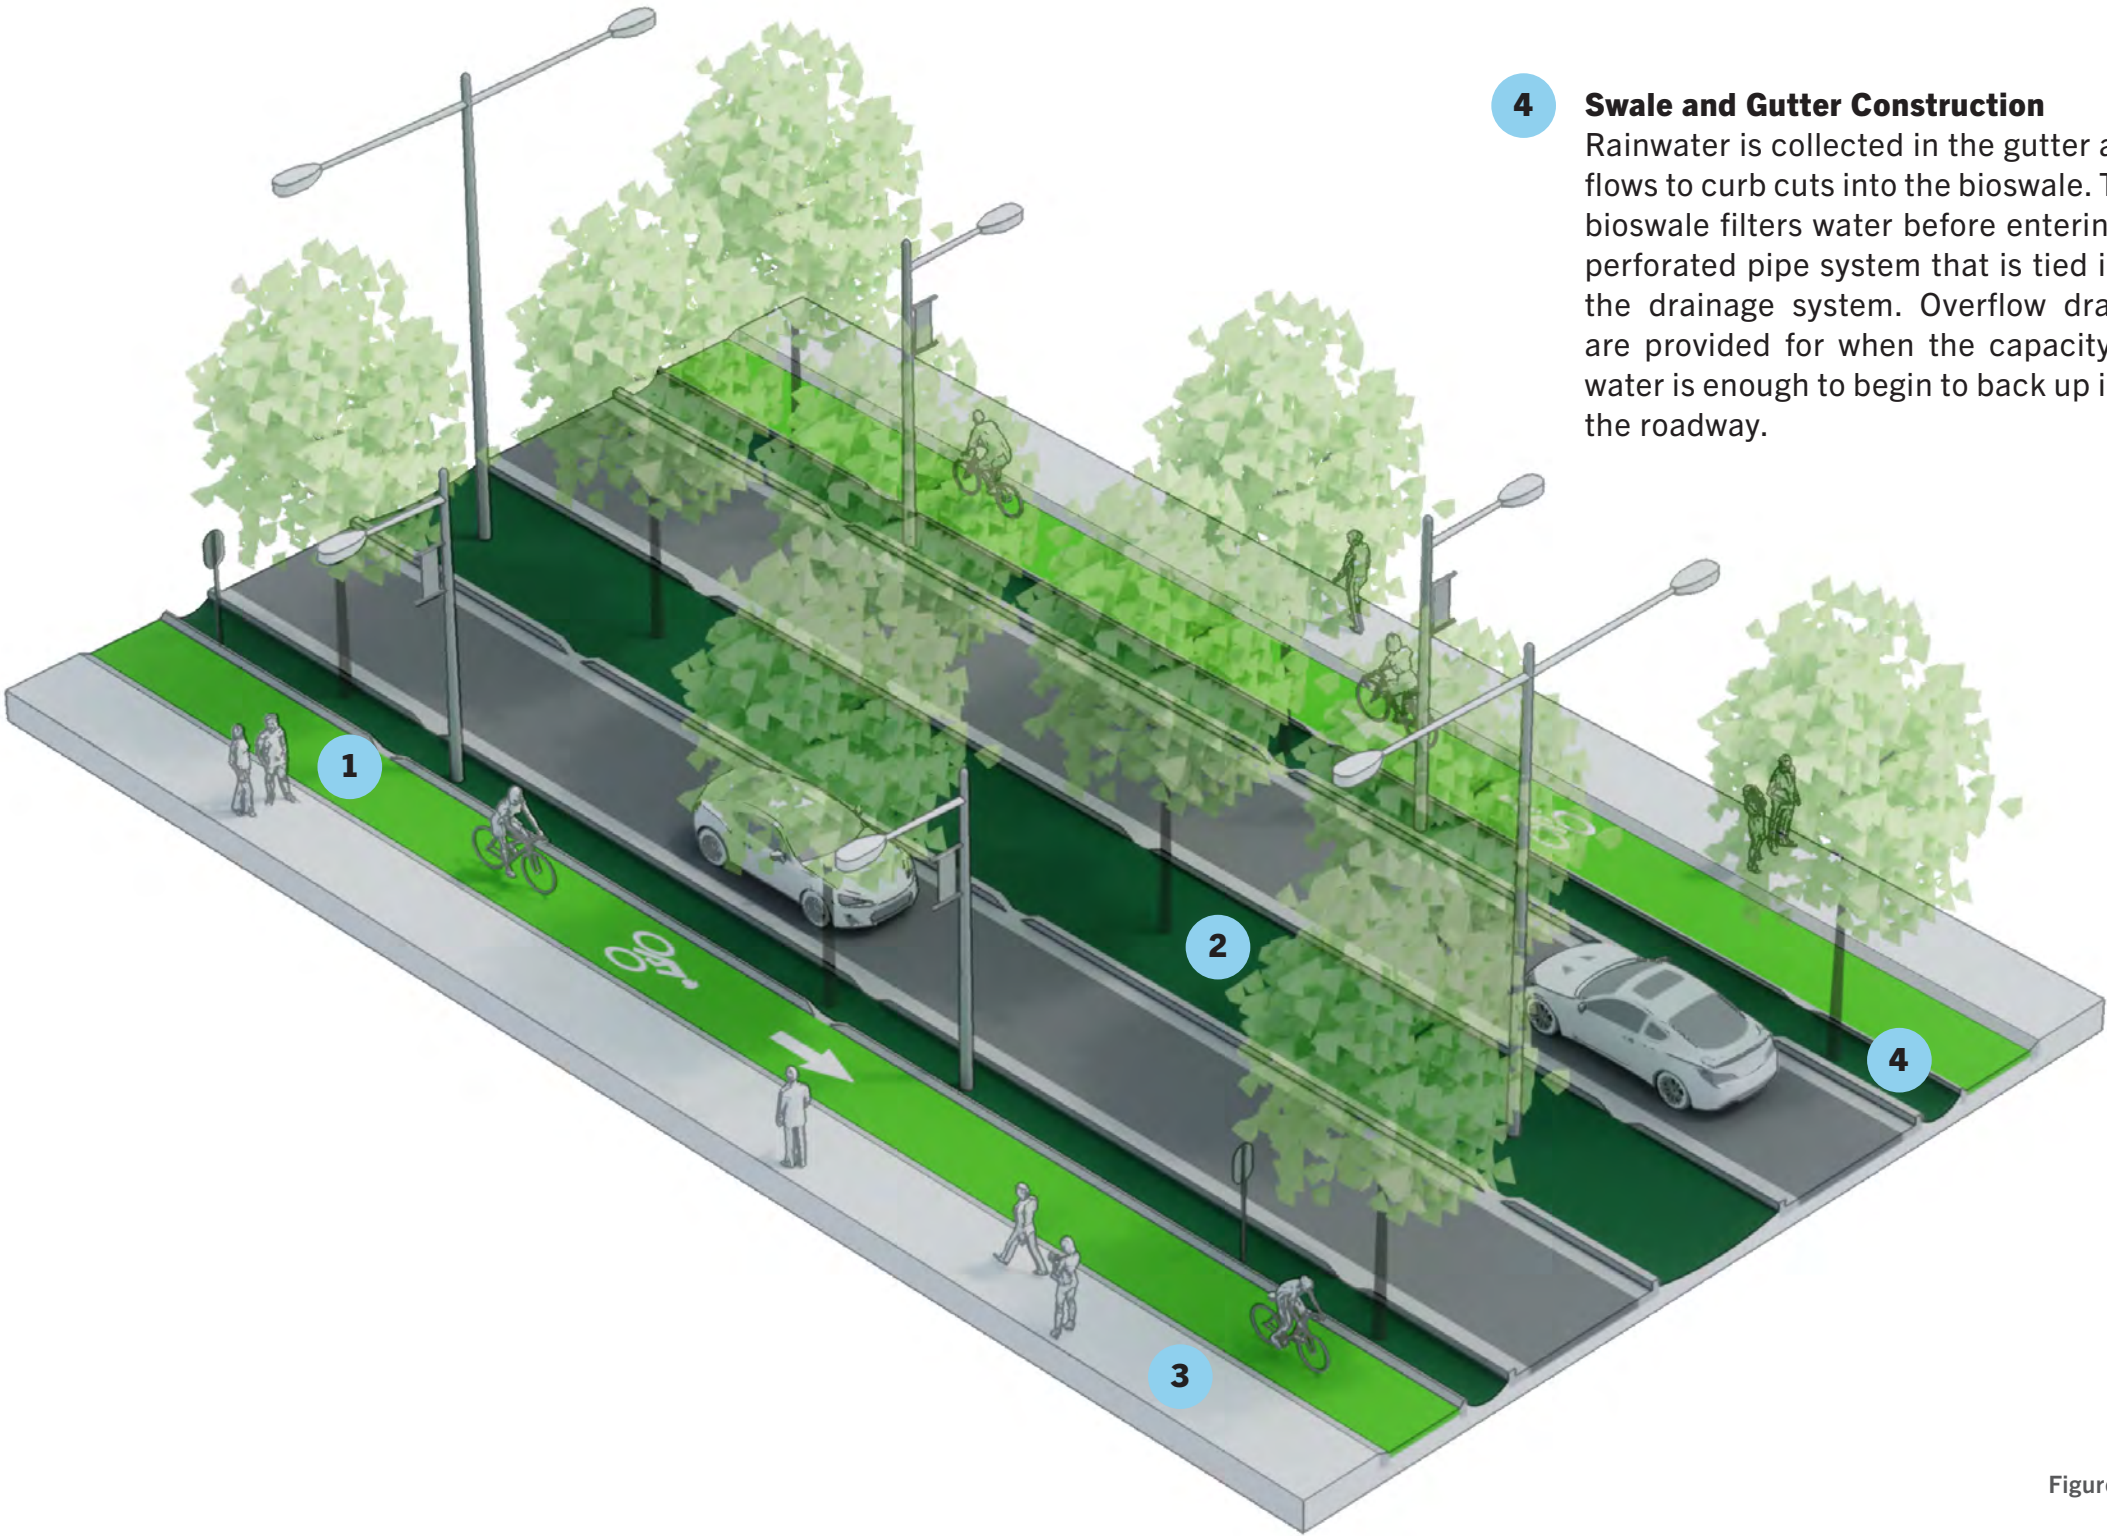 4 Swale and Gutter Construction
Rainwater is collected in the gutter
flows to curb cuts into the bioswale.
bioswale filters water before
perforated pipe system that is tied
the drainage system. Overflow
are provided for when the capacity
water is enough to begin to back up
the roadway.
1
2
4
3